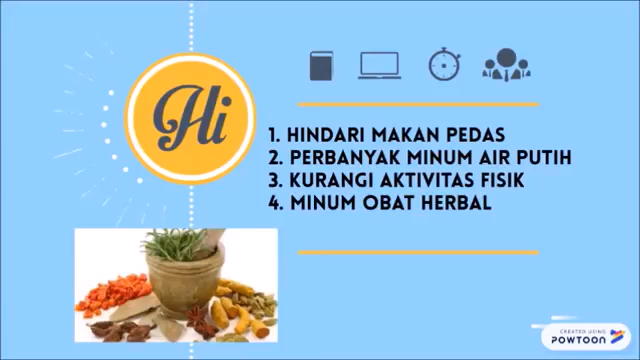 Hi
1. HINDARI MAKAN PEDAS
2. PERBANYAK MINUM AIR PUTIH
3. KURANGI AKTIVITAS FISIK
4. MINUM OBAT HERBAL
CREATED USING
POWTOON